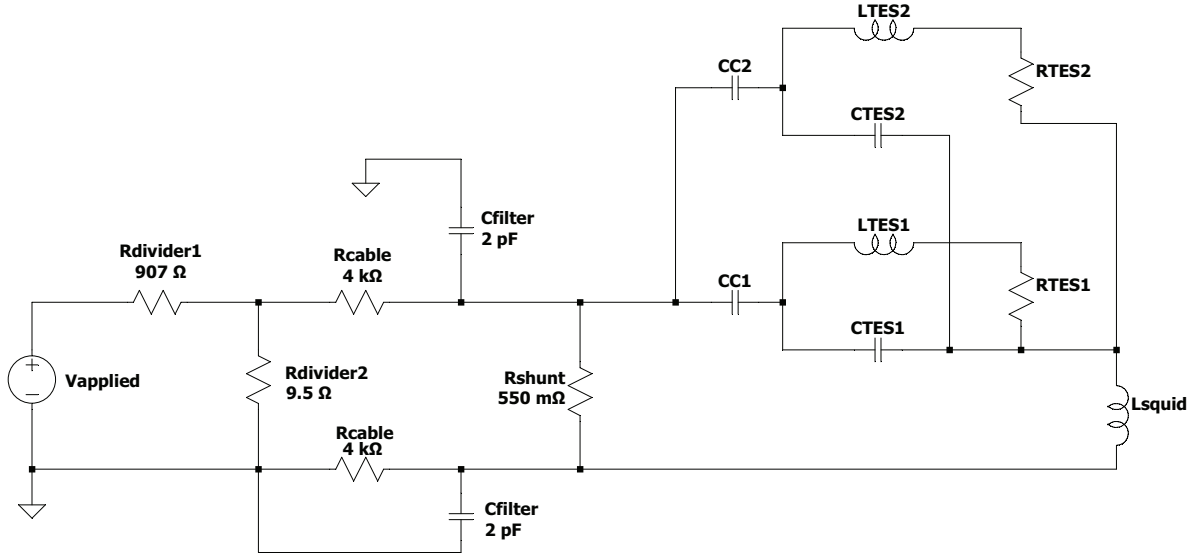 LTES2
CC2
RTES2
CTES2
Cfilter
2 pF
LTES1
Rdivider1
907 Ω
Rcable
4 kΩ
CC1
RTES1
CTES1
Vapplied
Rdivider2
9.5 Ω
Rshunt
550 mΩ
Lsquid
Rcable
4 kΩ
Cfilter
2 pF